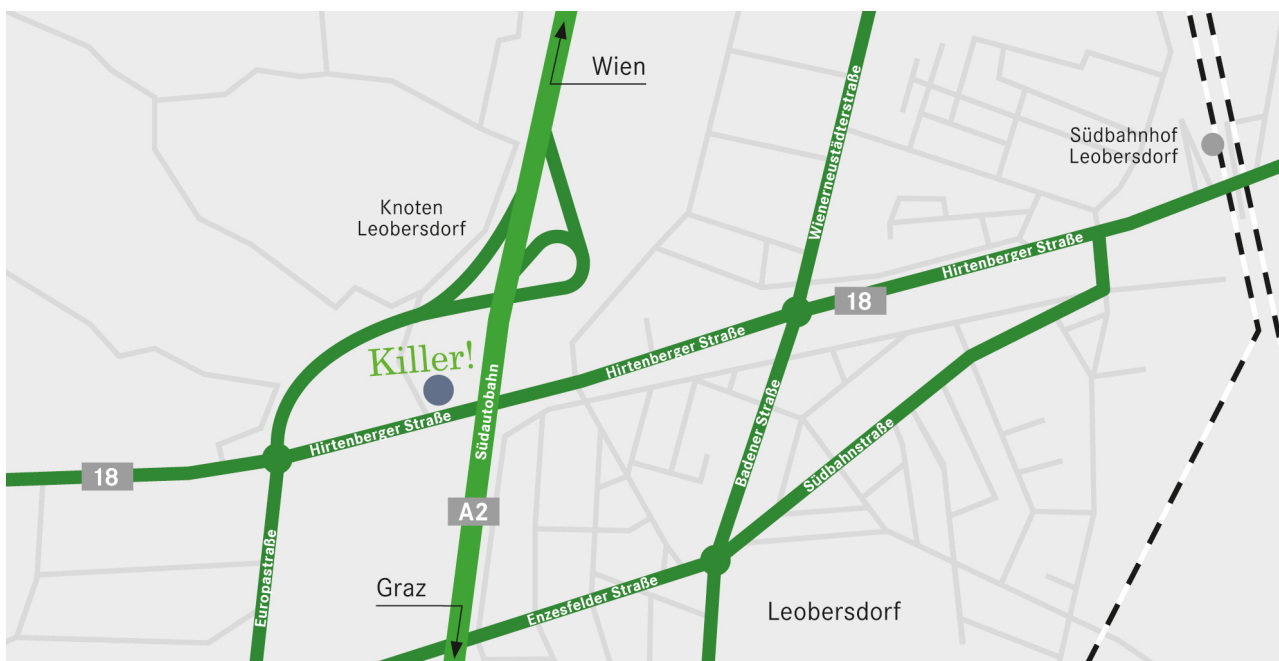 Wien
Wienerneustädterstraße
Südbahnhof
Leobersdorf
Knoten
Leobersdorf
Hirtenberger Straße
18
Hirtenberger Straße
Killer!
Hirtenberger Straße
Südautobahn
Badener Straße
Südbahnstraße
18
A2
Europastraße
Graz
Enzesfelder Straße
Leobersdorf